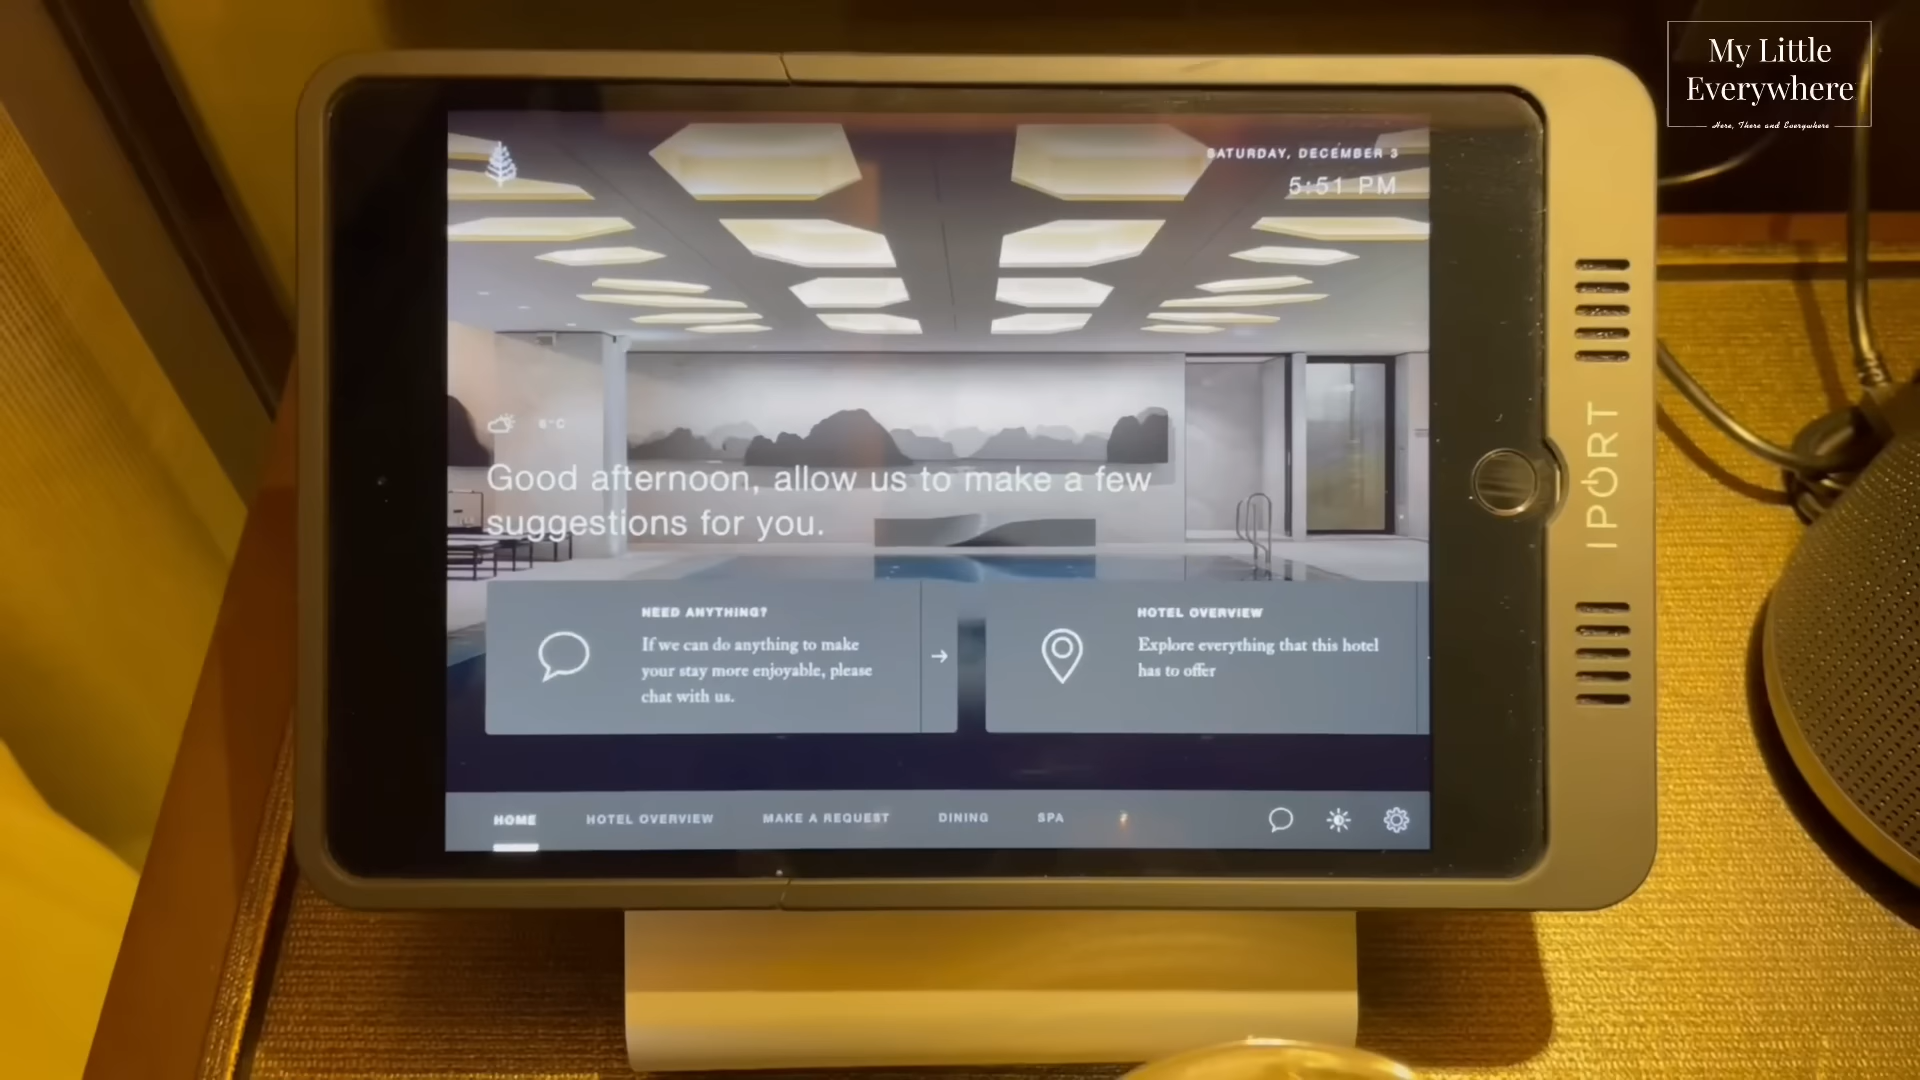 My Little
Everywhere
Here, There and Everywhere
SATURDAY, DECEMBER 3
5:51 PM
Good afternoon, allow us to make a few
suggestions for you.
NEED ANYTHING?
If we can do anything to make
your stay more enjoyable, please
chat with us.
HOTEL OVERVIEW
Explore everything that this hotel
has to offer
HOME
HOTEL OVERVIEW
MAKE A REQUEST
DINING
SPA
IPORT